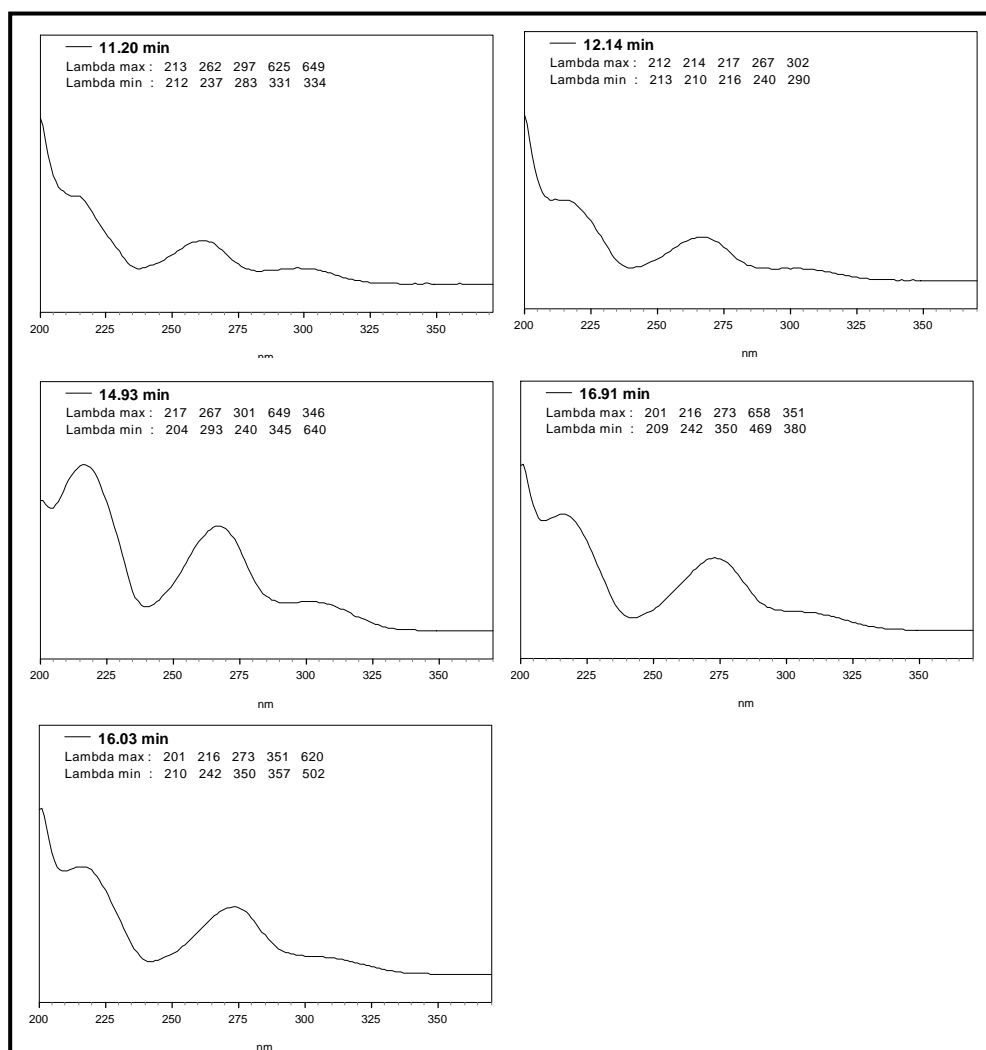 11.20 min
Lambda max : 213 262 297 625 649
Lambda min : 212 237 283 331 334
200 225 250 275 300 325 350
nm
12.14 min
Lambda max : 212 214 217 267 302
Lambda min : 213 210 216 240 290
200 225 250 275 300 325 350
nm
14.93 min
Lambda max : 217 267 301 649 346
Lambda min : 204 293 240 345 640
200 225 250 275 300 325 350
nm
16.91 min
Lambda max : 201 216 273 658 351
Lambda min : 209 242 350 469 380
200 225 250 275 300 325 350
nm
16.03 min
Lambda max : 201 216 273 351 620
Lambda min : 210 242 350 357 502
200 225 250 275 300 325 350
nm